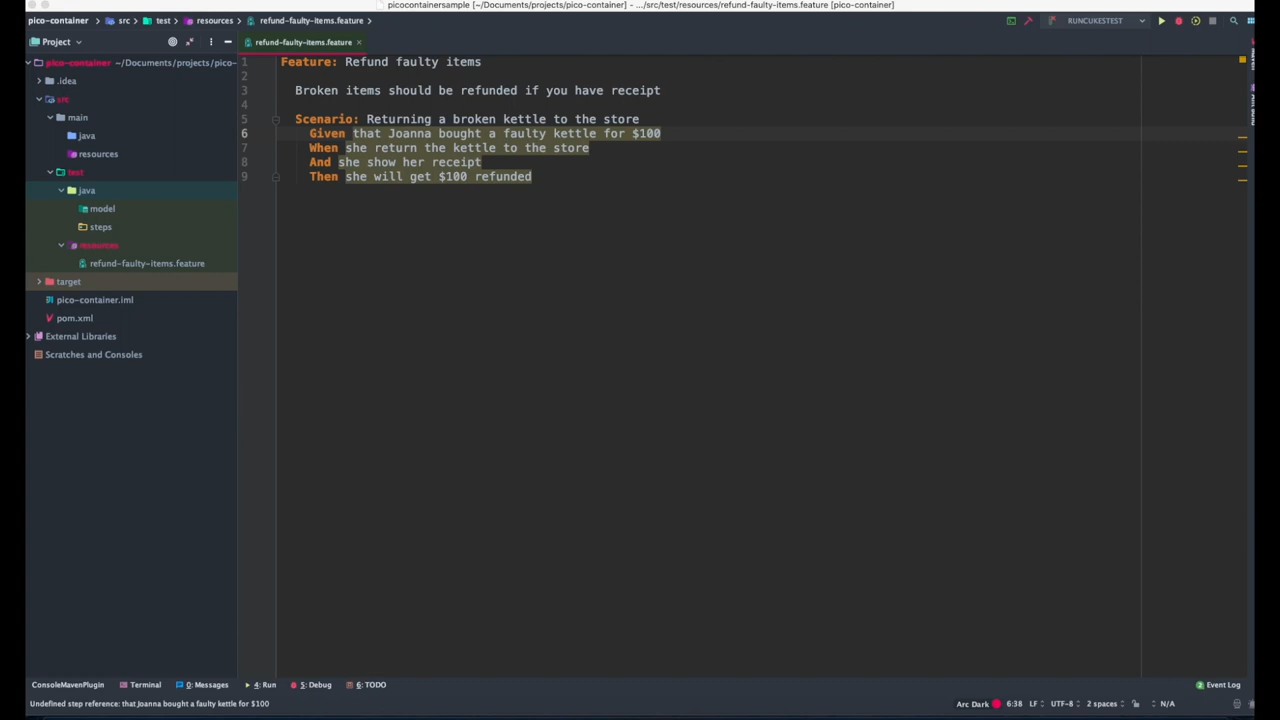 picocontainersample [~/Documents/projects/pico-container] - .../src/test/resources/refund-faulty-items.feature [pico-container]
pico-container src test resources refund-faulty-items.feature RUNCUKESTEST
Project
refund-faulty-items.feature
pico-container ~/Documents/projects/pico-
.idea
src
main
java
resources
test
java
model
steps
resources
refund-faulty-items.feature
target
pico-container.iml
pom.xml
External Libraries
Scratches and Consoles
1 Feature: Refund faulty items
2
3 Broken items should be refunded if you have receipt
4
5 Scenario: Returning a broken kettle to the store
6 Given that Joanna bought a faulty kettle for $100
7 When she return the kettle to the store
8 And she show her receipt
9 Then she will get $100 refunded
ConsoleMavenPlugin Terminal 0: Messages 4: Run 5: Debug 6: TODO 2 Event Log
Undefined step reference: that Joanna bought a faulty kettle for $100 Arc Dark 6:38 LF UTF-8 2 spaces N/A